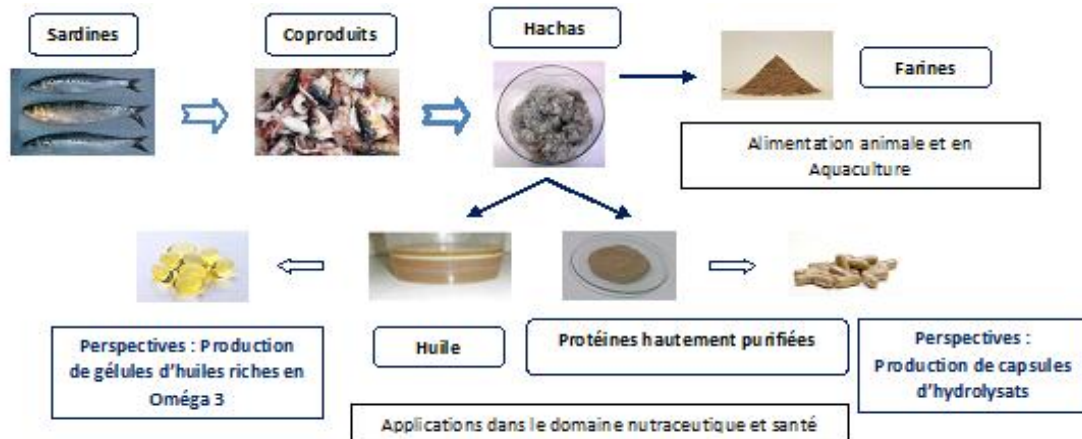 Sardines
Coproduits
Hachas
Farines
Alimentation animale et en
Aquaculture
Perspectives : Production
de gélules d'huiles riches en
Oméga 3
Huile
Protéines hautement purifiées
Perspectives :
Production de capsules
d'hydrolysats
Applications dans le domaine nutraceutique et santé